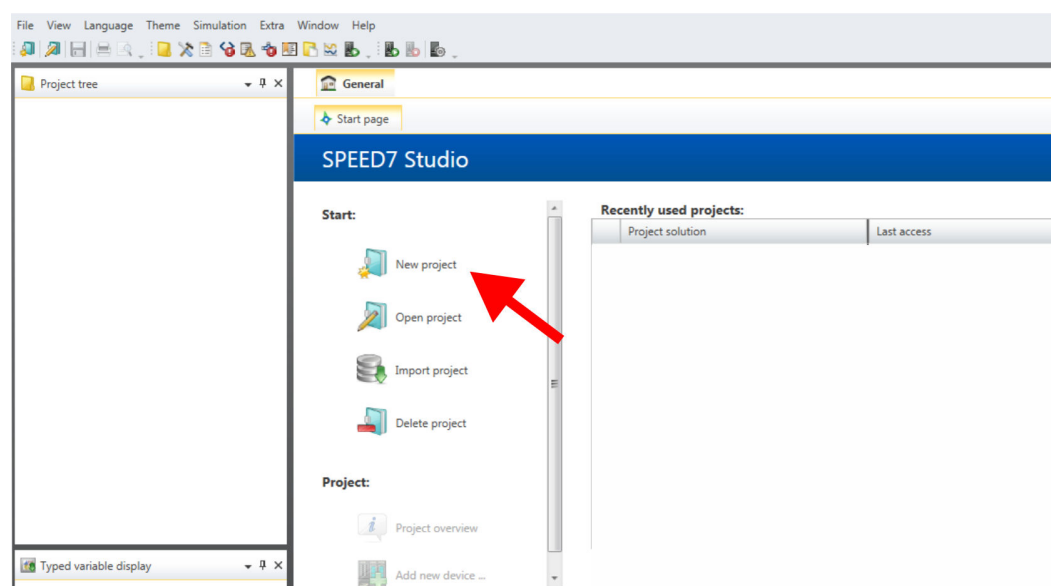 File View Language Theme Simulation Extra Window Help
Project tree
General
Start page
SPEED7 Studio
Start:
Recently used projects:
Project solution Last access
New project
Open project
Import project
Delete project
Project:
Project overview
Add new device ...
Typed variable display